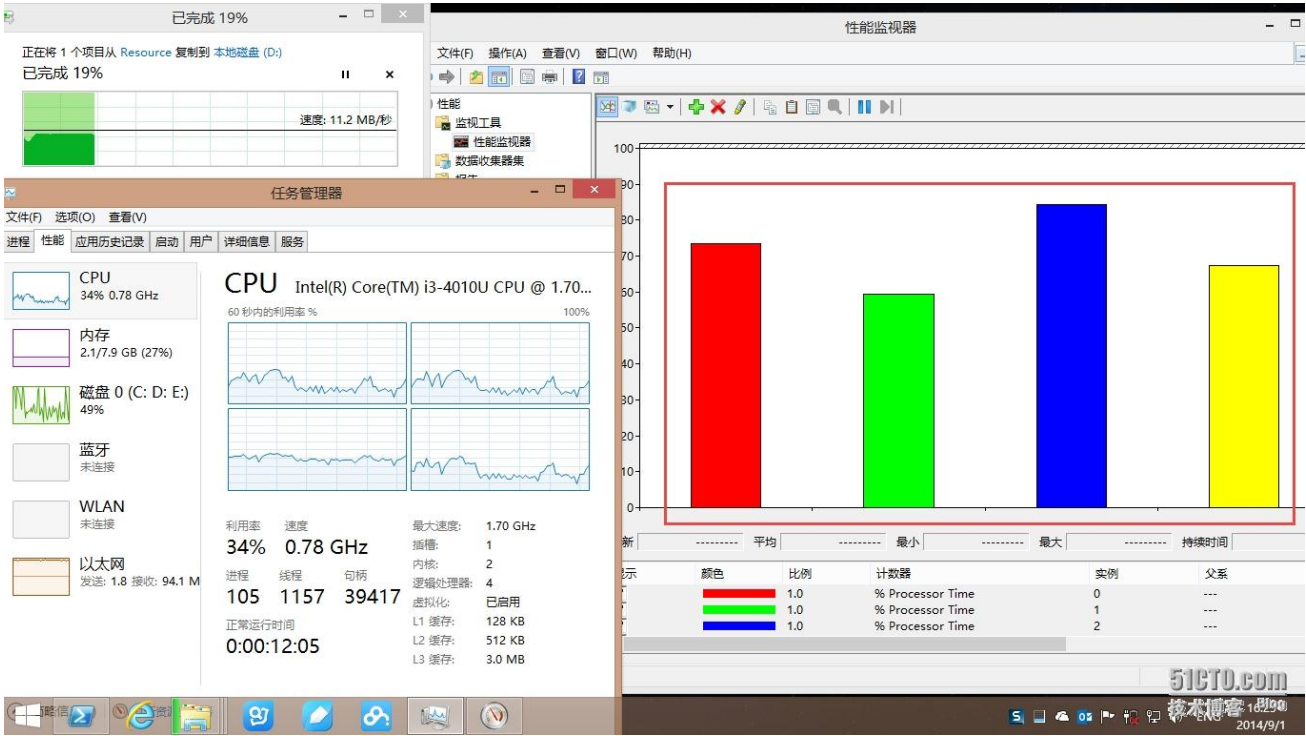 已完成 19%
正在将 1 个项目从 Resource 复制到 本地磁盘 (D:)
已完成 19%
速度: 11.2 MB/秒
性能监视器
文件(F) 操作(A) 查看(V) 窗口(W) 帮助(H)
性能
监视工具
性能监视器
数据收集器集
100
90
80
70
60
50
40
30
20
10
0
平均 ---------
最小 ---------
最大 ---------
持续时间
颜色 比例 计数器 实例 父系
1.0 % Processor Time 0 ---
1.0 % Processor Time 1 ---
1.0 % Processor Time 2 ---
任务管理器
文件(F) 选项(O) 查看(V)
进程 性能 应用历史记录 启动 用户 详细信息 服务
CPU
34% 0.78 GHz
内存
2.1/7.9 GB (27%)
磁盘 0 (C: D: E:)
49%
蓝牙
未连接
WLAN
未连接
以太网
发送: 1.8 接收: 94.1 M
CPU Intel(R) Core(TM) i3-4010U CPU @ 1.70...
60 秒内的利用率 % 100%
利用率 速度
34% 0.78 GHz
进程 线程 句柄
105 1157 39417
正常运行时间
0:00:12:05
最大速度: 1.70 GHz
插槽: 1
内核: 2
逻辑处理器: 4
虚拟化: 已启用
L1 缓存: 128 KB
L2 缓存: 512 KB
L3 缓存: 3.0 MB
51CTO.com
技术博客 Blog
2014/9/1